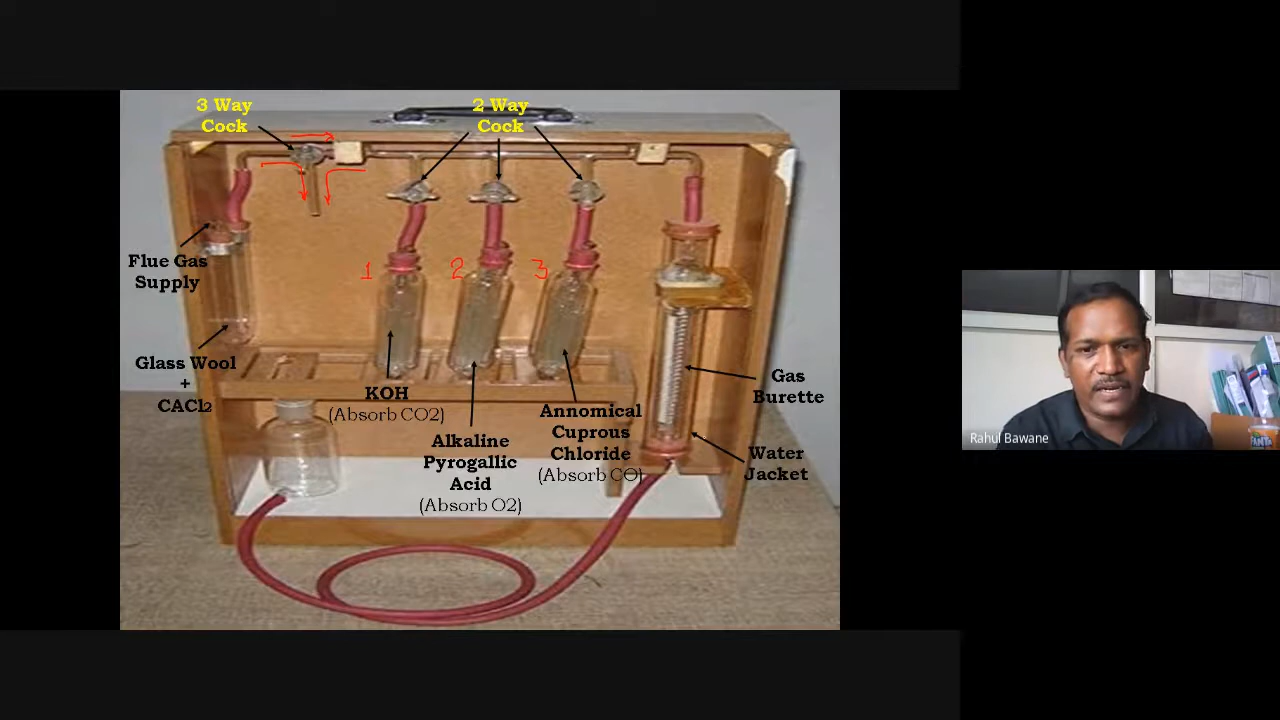 3 Way
Cock
2 Way
Cock
1
2
3
Flue Gas
Supply
Glass Wool
+
CACl2
KOH
(Absorb CO2)
Alkaline
Pyrogallic
Acid
(Absorb O2)
Annomical
Cuprous
Chloride
(Absorb CO)
Gas
Burette
Water
Jacket
Rahul Bawane
FANTA